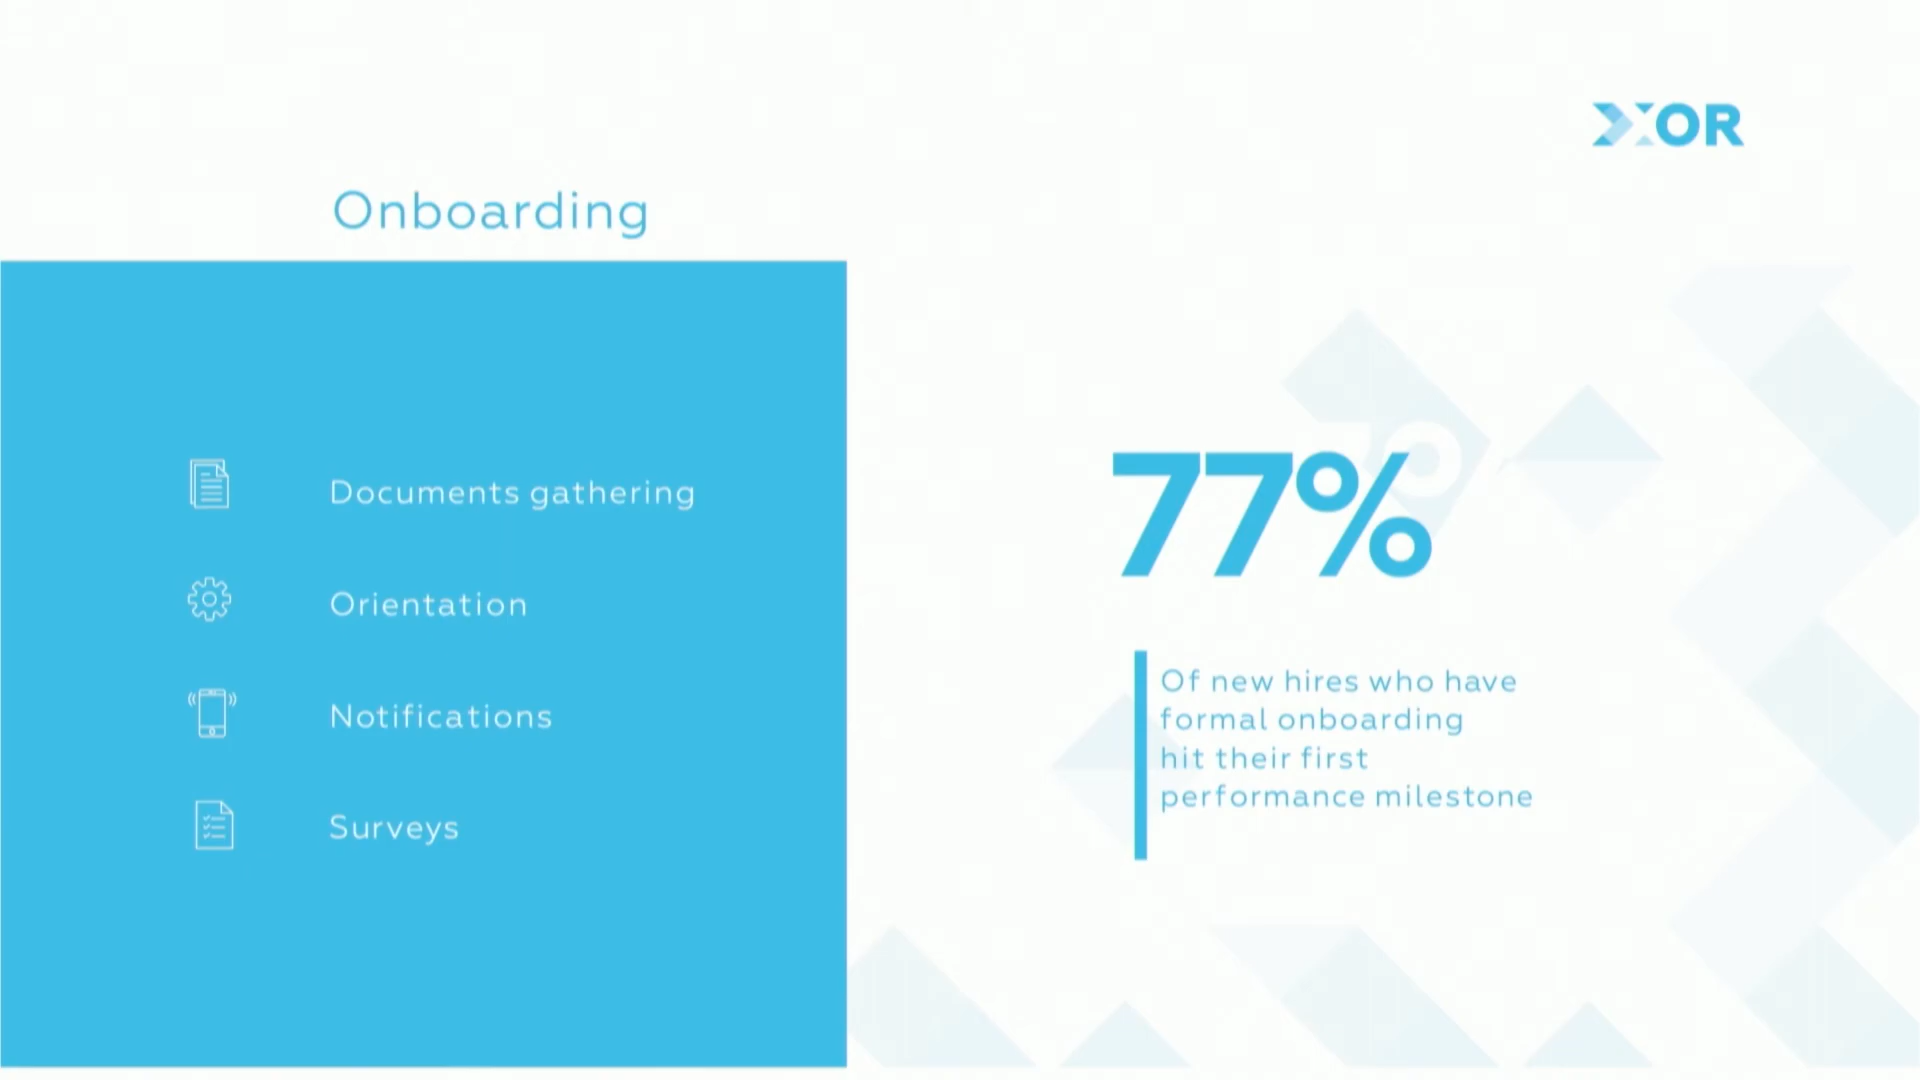 XOR
Onboarding
Documents gathering
Orientation
Notifications
Surveys
77%
Of new hires who have
formal onboarding
hit their first
performance milestone